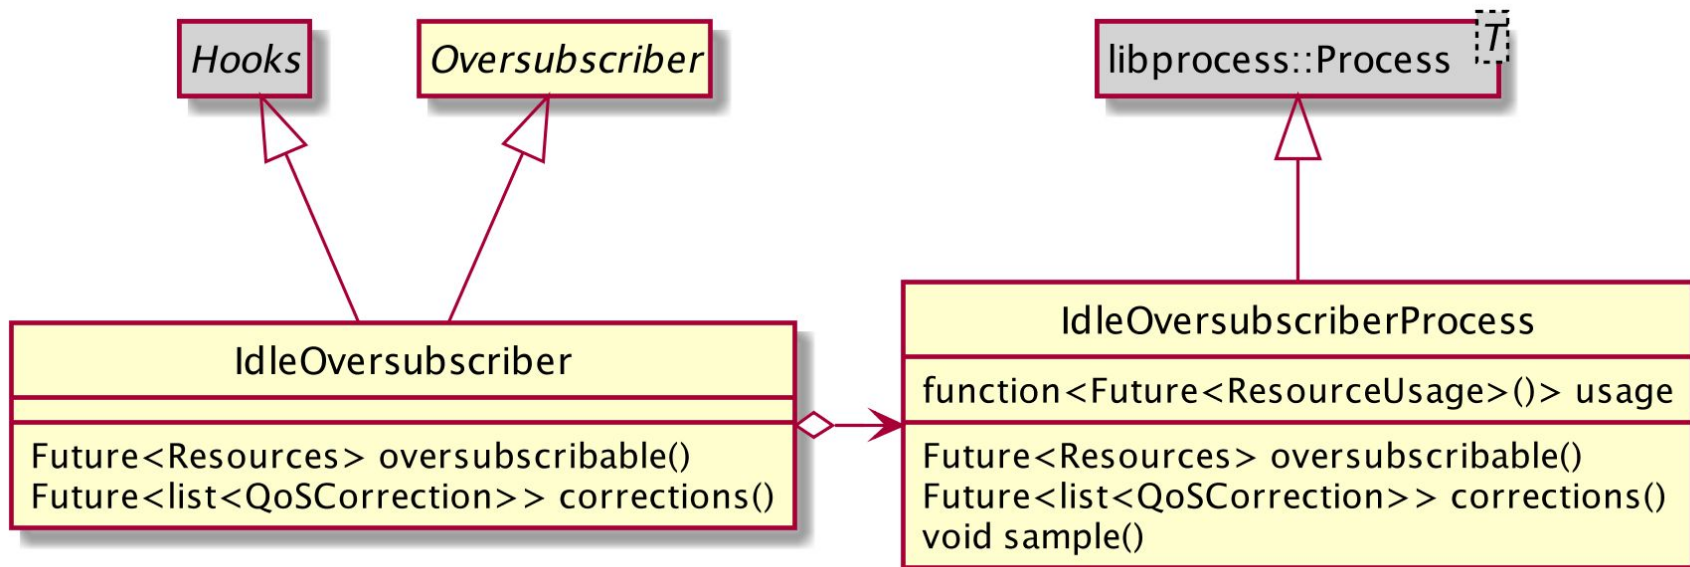 Hooks
Oversubscriber
libprocess::Process
T
IdleOversubscriber
Future<Resources> oversubscribable()
Future<list<QoSCorrection>> corrections()
IdleOversubscriberProcess
function<Future<ResourceUsage>()> usage
Future<Resources> oversubscribable()
Future<list<QoSCorrection>> corrections()
void sample()